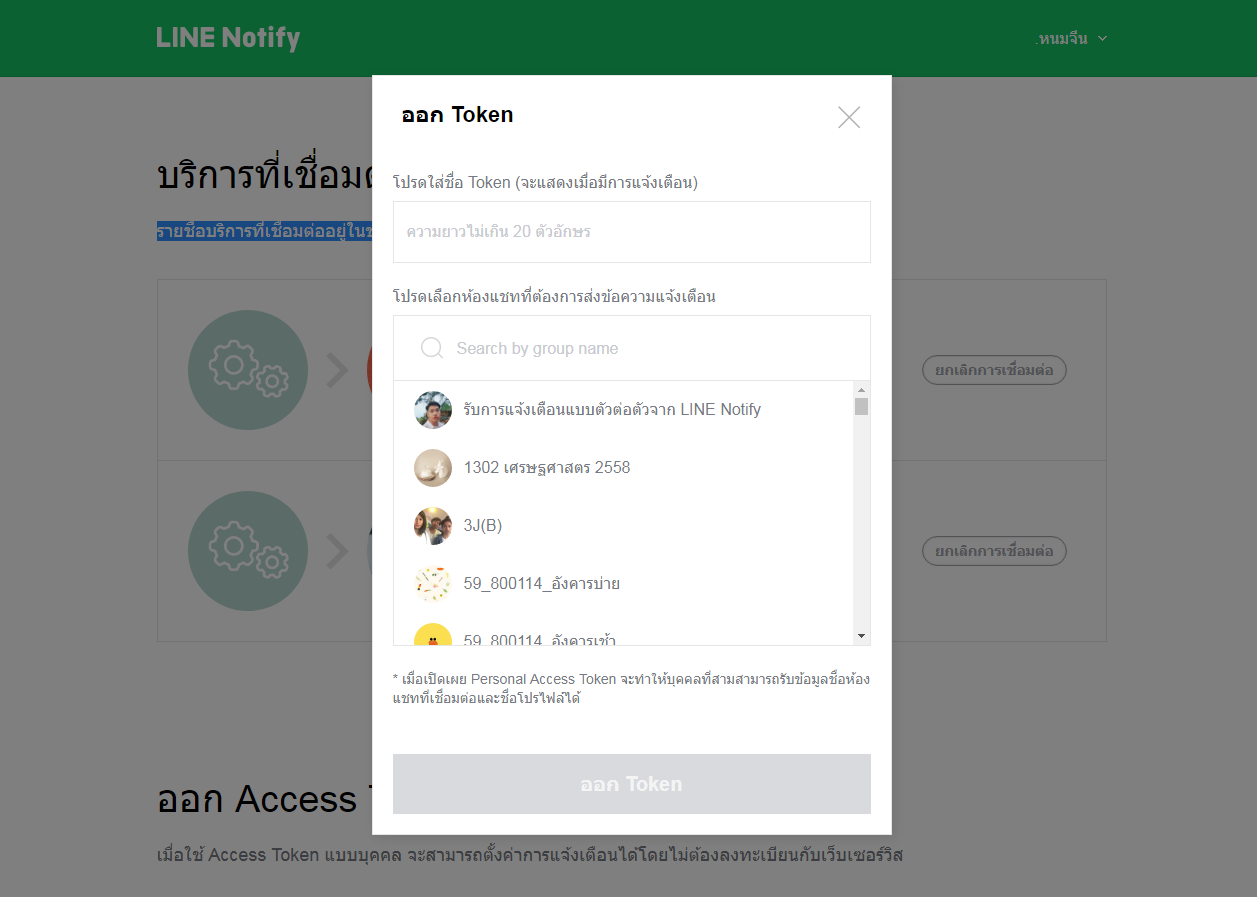 LINE Notify
.หนมจีน
ออก Token
บริการที่เชื่อมต่
โปรดใส่ชื่อ Token (จะแสดงเมื่อมีการแจ้งเตือน)
รายชื่อบริการที่เชื่อมต่ออยู่ใน
ความยาวไม่เกิน 20 ตัวอักษร
โปรดเลือกห้องแชทที่ต้องการส่งข้อความแจ้งเตือน
Search by group name
ยกเลิกการเชื่อมต่อ
รับการแจ้งเตือนแบบตัวต่อตัวจาก LINE Notify
1302 เศรษฐศาสตร 2558
3J(B)
ยกเลิกการเชื่อมต่อ
59_800114_อังคารบ่าย
59_800114_อังคารเช้า
* เมื่อเปิดเผย Personal Access Token จะทำให้บุคคลที่สามสามารถรับข้อมูลชื่อห้อง
แชทที่เชื่อมต่อและชื่อโปรไฟล์ได้
ออก Token
ออก Access
เมื่อใช้ Access Token แบบบุคคล จะสามารถตั้งค่าการแจ้งเตือนได้โดยไม่ต้องลงทะเบียนกับเว็บเซอร์วิส